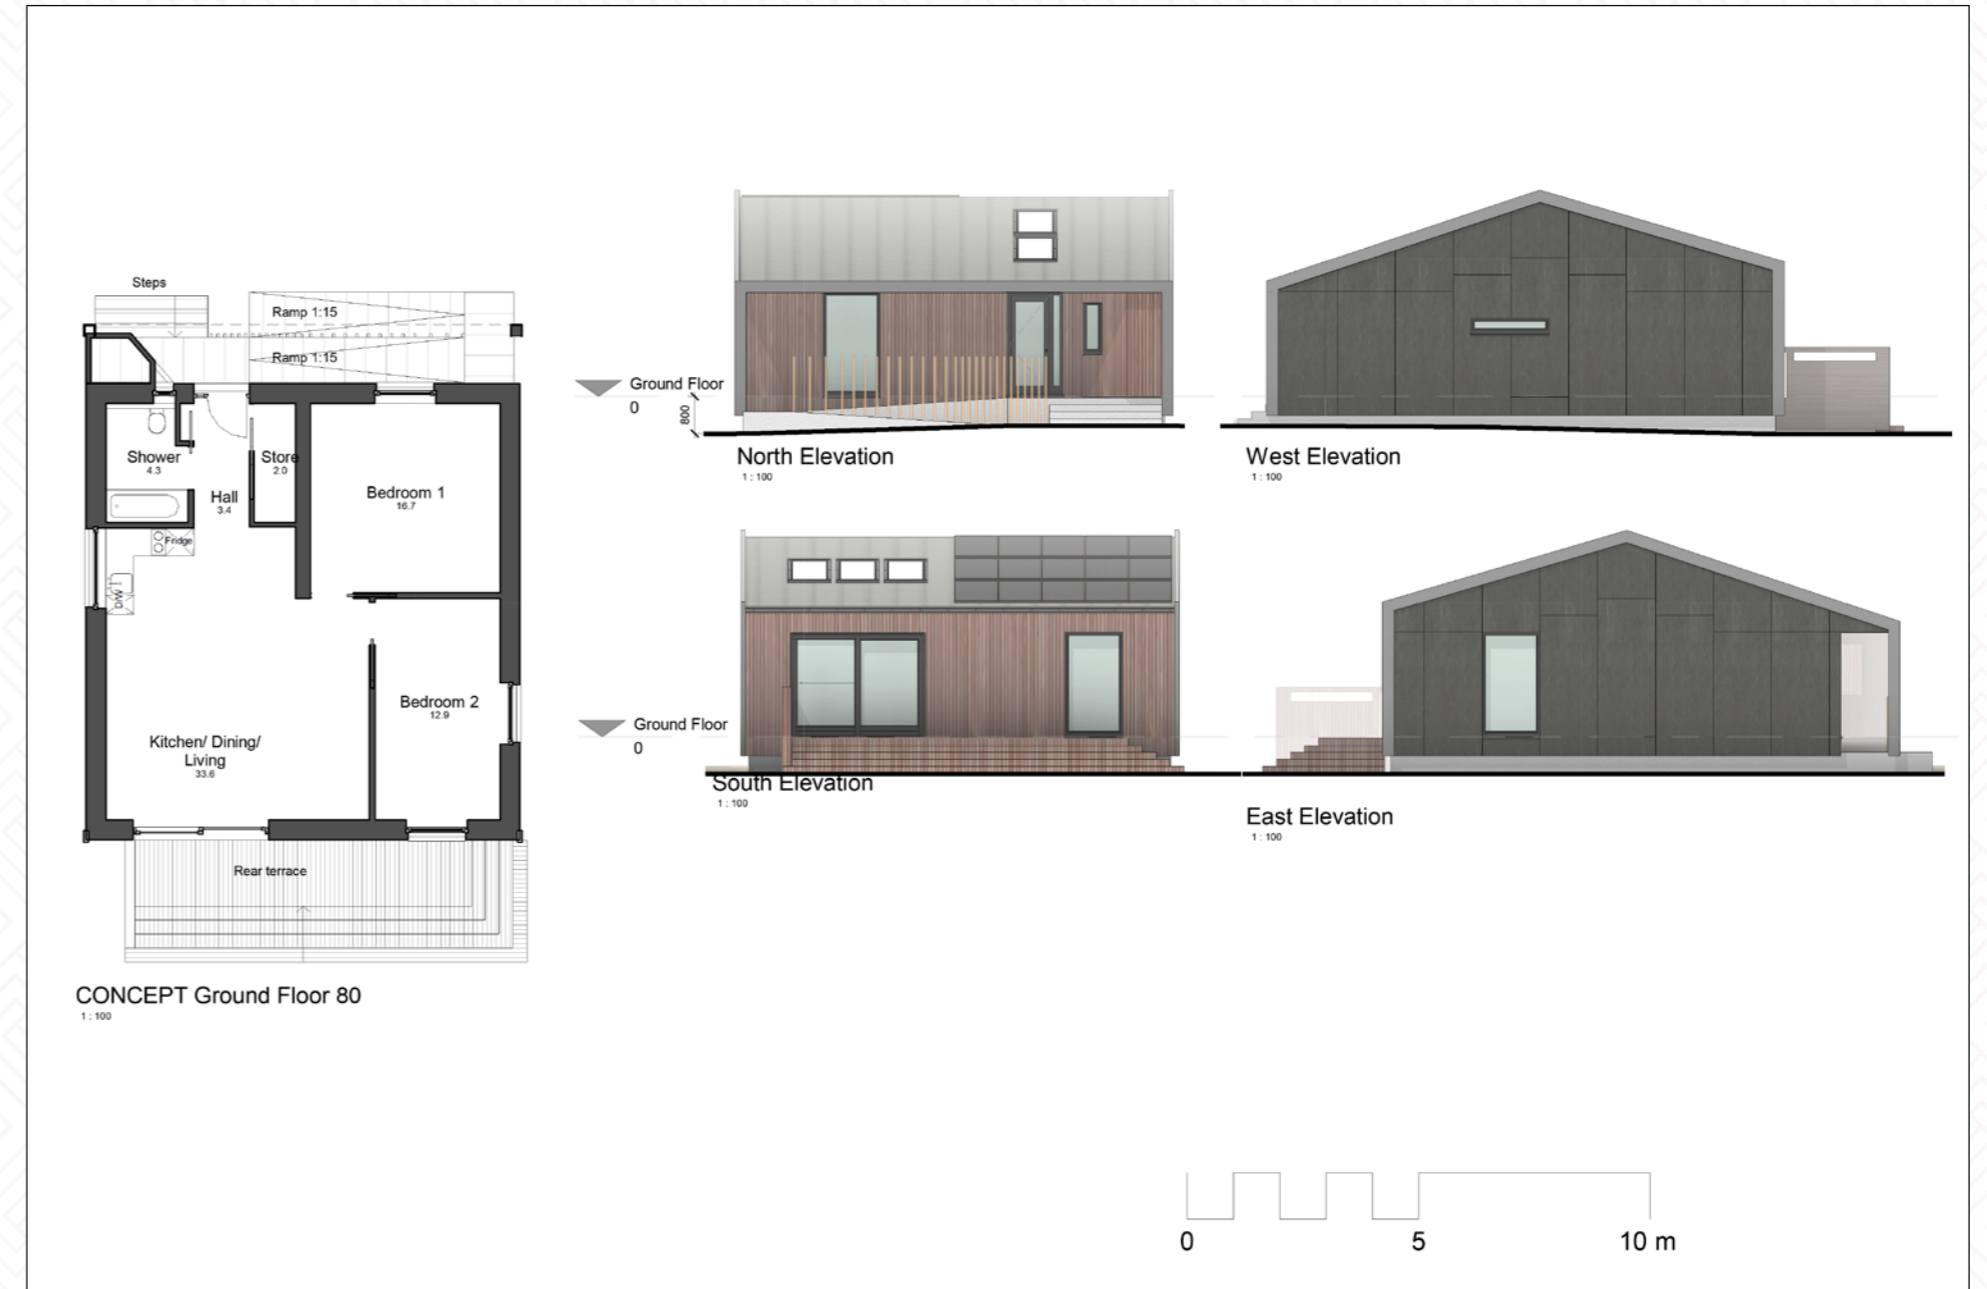 Steps
Ramp 1:15
Ramp 1:15
Shower
4.3
Store
2.0
Hall
3.4
Bedroom 1
16.7
Fridge
D/W
Bedroom 2
12.9
Kitchen/ Dining/
Living
33.6
Rear terrace
CONCEPT Ground Floor 80
1 : 100
Ground Floor
0
800
North Elevation
1 : 100
West Elevation
1 : 100
Ground Floor
0
South Elevation
1 : 100
East Elevation
1 : 100
0 5 10 m